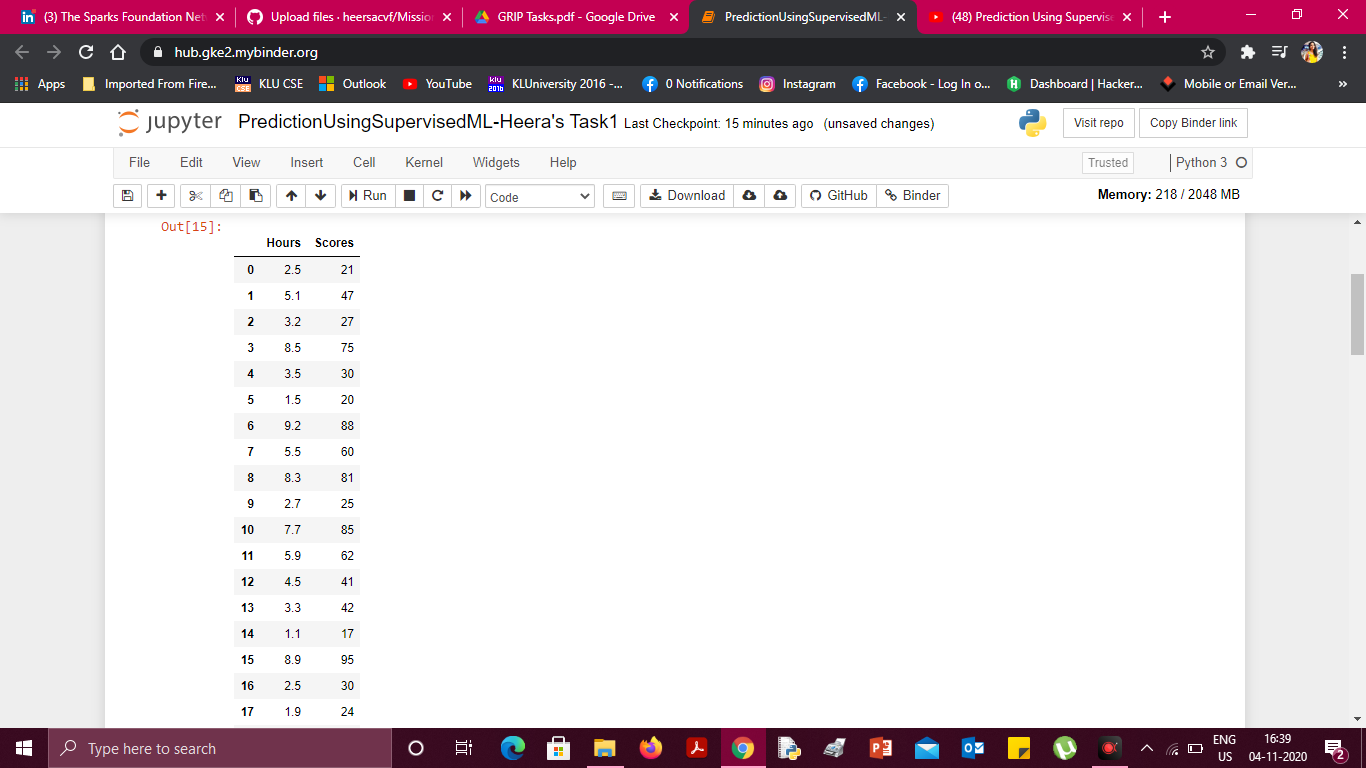 (3) The Sparks Foundation Net
Upload files · heersacvf/Missio
GRIP Tasks.pdf - Google Drive
PredictionUsingSupervisedML-
(48) Prediction Using Supervise
hub.gke2.mybinder.org
Apps
Imported From Fire...
KLU CSE
Outlook
YouTube
KLUniversity 2016 -...
0 Notifications
Instagram
Facebook - Log In o...
Dashboard | Hacker...
Mobile or Email Ver...
»
jupyter PredictionUsingSupervisedML-Heera's Task1 Last Checkpoint: 15 minutes ago (unsaved changes)
Visit repo
Copy Binder link
File Edit View Insert Cell Kernel Widgets Help
Trusted
Python 3
Run
Code
Download
GitHub
Binder
Memory: 218 / 2048 MB
Out[15]:
Hours Scores
0 2.5 21
1 5.1 47
2 3.2 27
3 8.5 75
4 3.5 30
5 1.5 20
6 9.2 88
7 5.5 60
8 8.3 81
9 2.7 25
10 7.7 85
11 5.9 62
12 4.5 41
13 3.3 42
14 1.1 17
15 8.9 95
16 2.5 30
17 1.9 24
Type here to search
ENG
US
16:39
04-11-2020
2